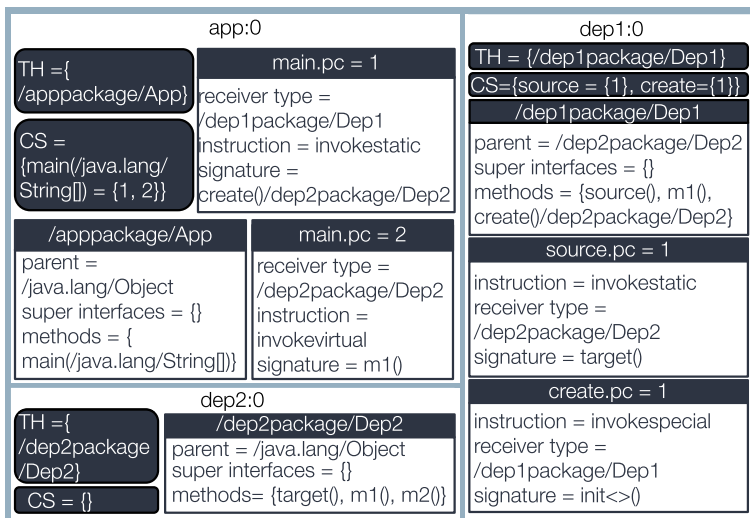 app:0
TH ={
/apppackage/App}
CS =
{main(/java.lang/
String[]) = {1, 2}}
main.pc = 1
receiver type =
/dep1package/Dep1
instruction = invokestatic
signature =
create()/dep2package/Dep2
/apppackage/App
parent =
/java.lang/Object
super interfaces = {}
methods = {
main(/java.lang/String[])}
main.pc = 2
receiver type =
/dep2package/Dep2
instruction =
invokevirtual
signature = m1()
dep2:0
TH ={
/dep2package
/Dep2}
CS = {}
/dep2package/Dep2
parent = /java.lang/Object
super interfaces = {}
methods= {target(), m1(), m2()}
dep1:0
TH = {/dep1package/Dep1}
CS={source = {1}, create={1}}
/dep1package/Dep1
parent = /dep2package/Dep2
super interfaces = {}
methods = {source(), m1(),
create()/dep2package/Dep2}
source.pc = 1
instruction = invokestatic
receiver type =
/dep2package/Dep2
signature = target()
create.pc = 1
instruction = invokespecial
receiver type =
/dep1package/Dep1
signature = init<>()